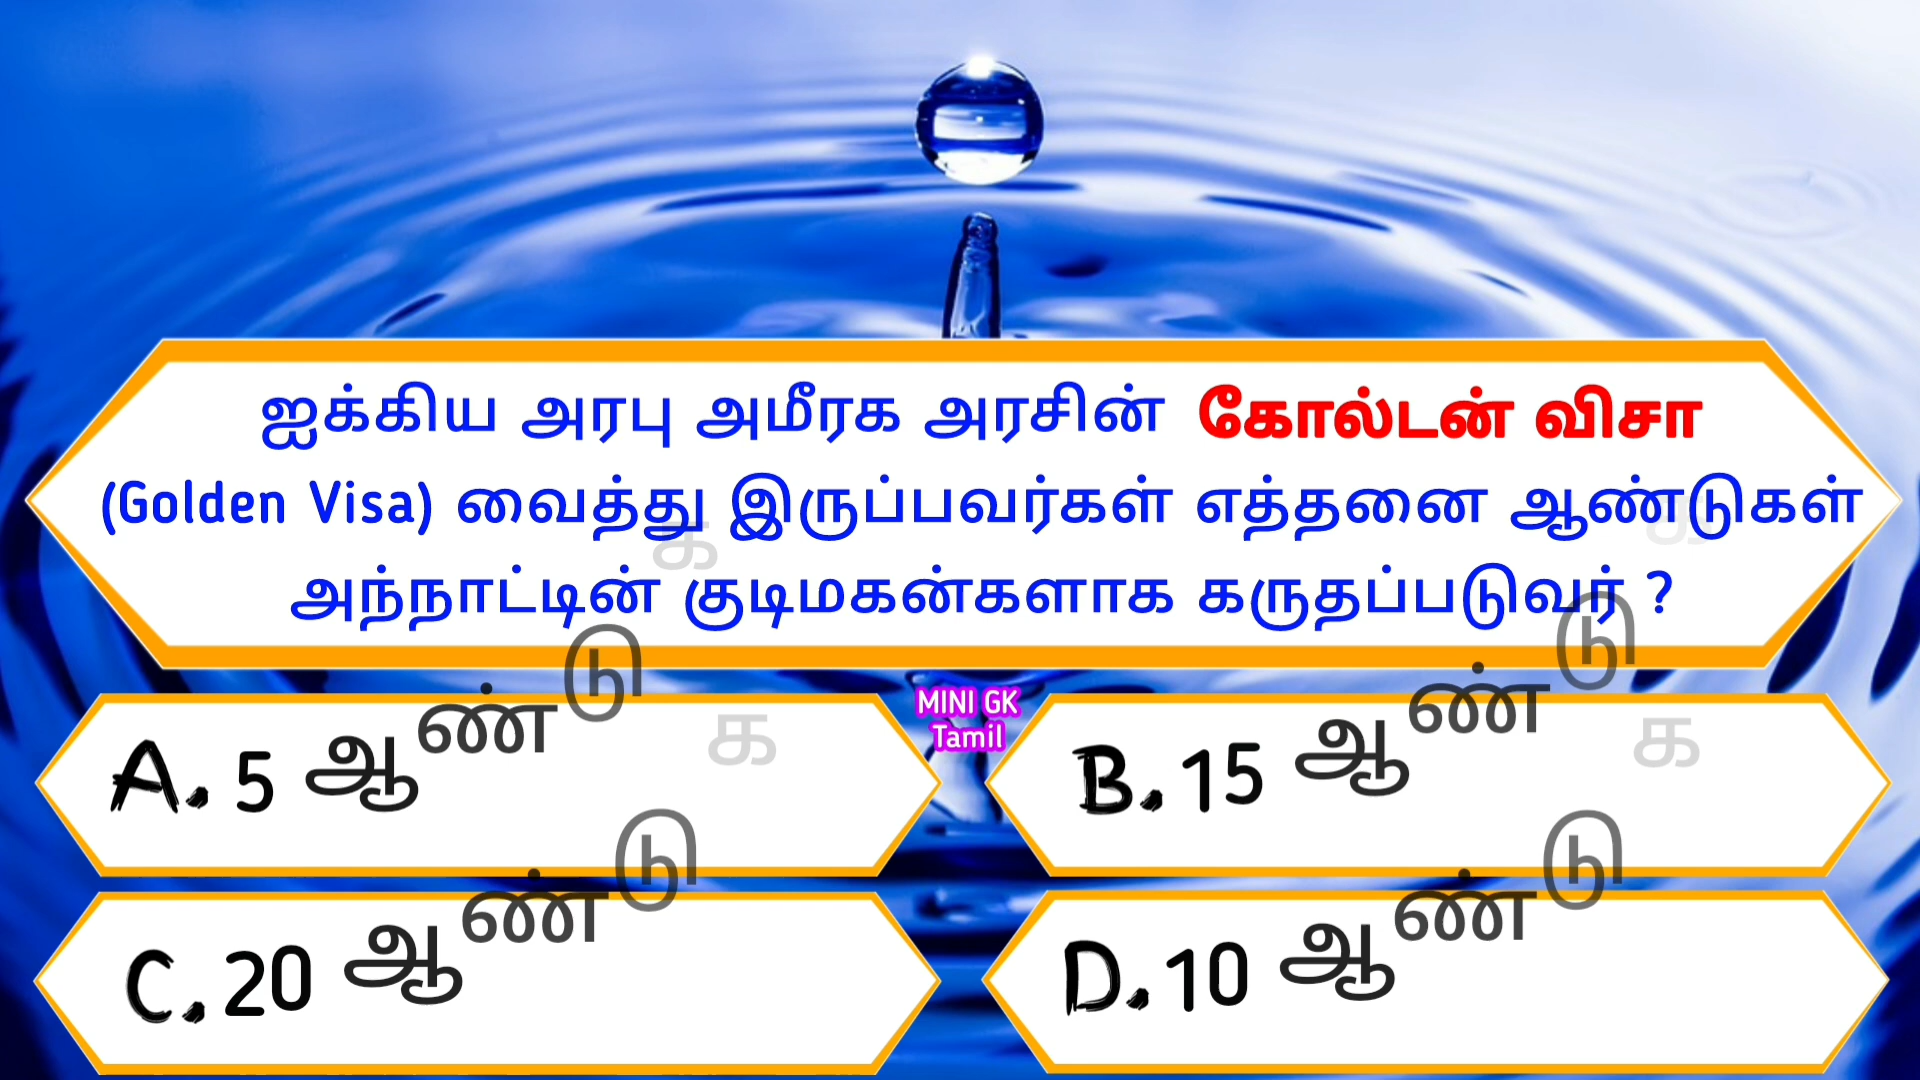 ஐக்கிய அரபு அமீரக அரசின் கோல்டன் விசா
(Golden Visa) வைத்து இருப்பவர்கள் எத்தனை ஆண்டுகள்
அந்நாட்டின் குடிமகன்களாக கருதப்படுவர் ?
MINI GK
Tamil
A. 5 ஆண்டுக
B. 15 ஆண்டுக
C. 20 ஆண்டு
D. 10 ஆண்டு